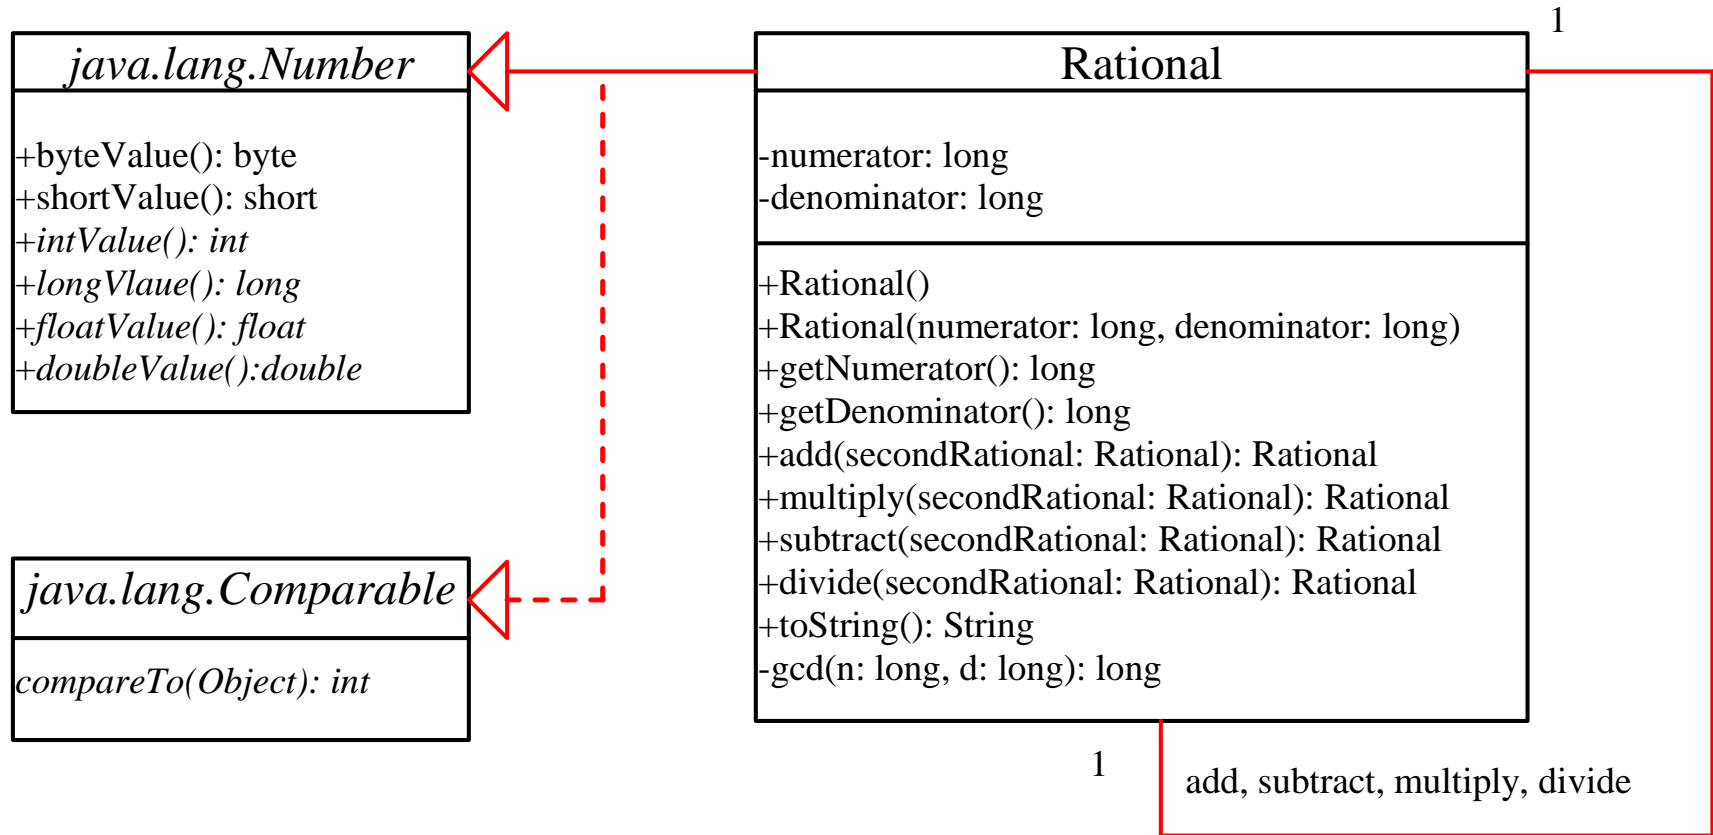 java.lang.Number
+byteValue(): byte
+shortValue(): short
+intValue(): int
+longVlaue(): long
+floatValue(): float
+doubleValue():double
java.lang.Comparable
compareTo(Object): int
1
Rational
-numerator: long
-denominator: long
+Rational()
+Rational(numerator: long, denominator: long)
+getNumerator(): long
+getDenominator(): long
+add(secondRational: Rational): Rational
+multiply(secondRational: Rational): Rational
+subtract(secondRational: Rational): Rational
+divide(secondRational: Rational): Rational
+toString(): String
-gcd(n: long, d: long): long
1
add, subtract, multiply, divide